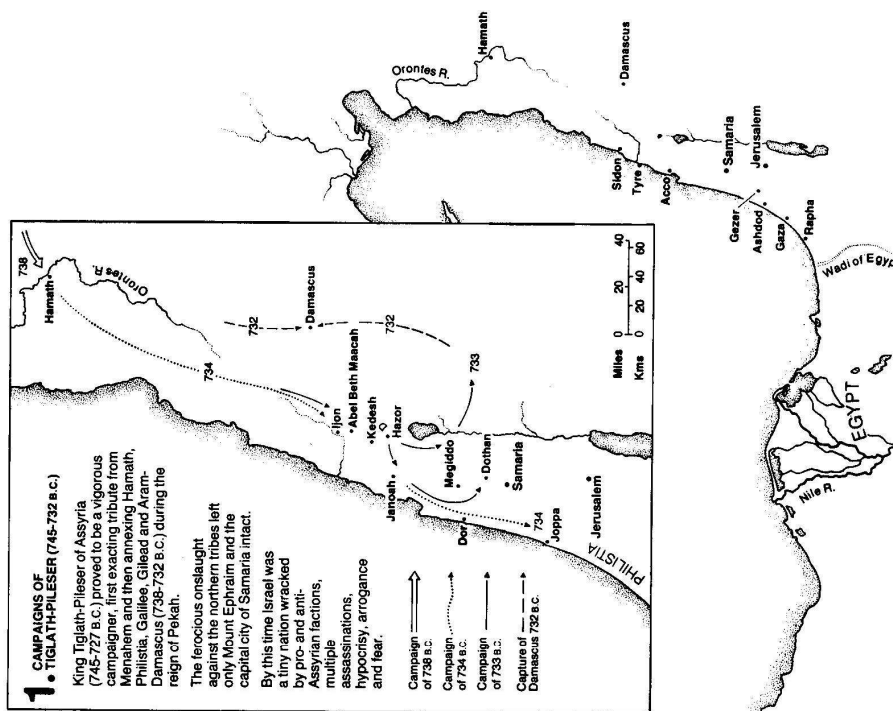 1. CAMPAIGNS OF
TIGLATH-PILESER (745-732 B.C.)
King Tiglath-Pileser of Assyria
(745-727 B.C.) proved to be a vigorous
campaigner, first exacting tribute from
Menahem and then annexing Hamath,
Philistia, Galilee, Gilead and Aram-
Damascus (738-732 B.C.) during the
reign of Pekah.
The ferocious onslaught
against the northern tribes left
only Mount Ephraim and the
capital city of Samaria intact.
By this time Israel was
a tiny nation wracked
by pro- and anti-
Assyrian factions,
multiple
assassinations,
hypocrisy, arrogance
and fear.
Campaign
of 738 B.C.
Campaign
of 734 B.C.
Campaign
of 733 B.C.
Capture of
Damascus 732 B.C.
738
Hamath
Orontes
R.
734
732
Damascus
732
Ijon
Abel Beth Maacah
Kedesh
Hazor
733
Janoah
Megiddo
Dothan
Dor
Samaria
734
Joppa
Jerusalem
PHILISTIA
Miles 0 20 40
Kms 0 20 40 60
Orontes R.
Hamath
Damascus
Sidon
Tyre
Acco
Samaria
Jerusalem
Gezer
Ashdod
Gaza
Rapha
Wadi of Egypt
EGYPT
Nile R.